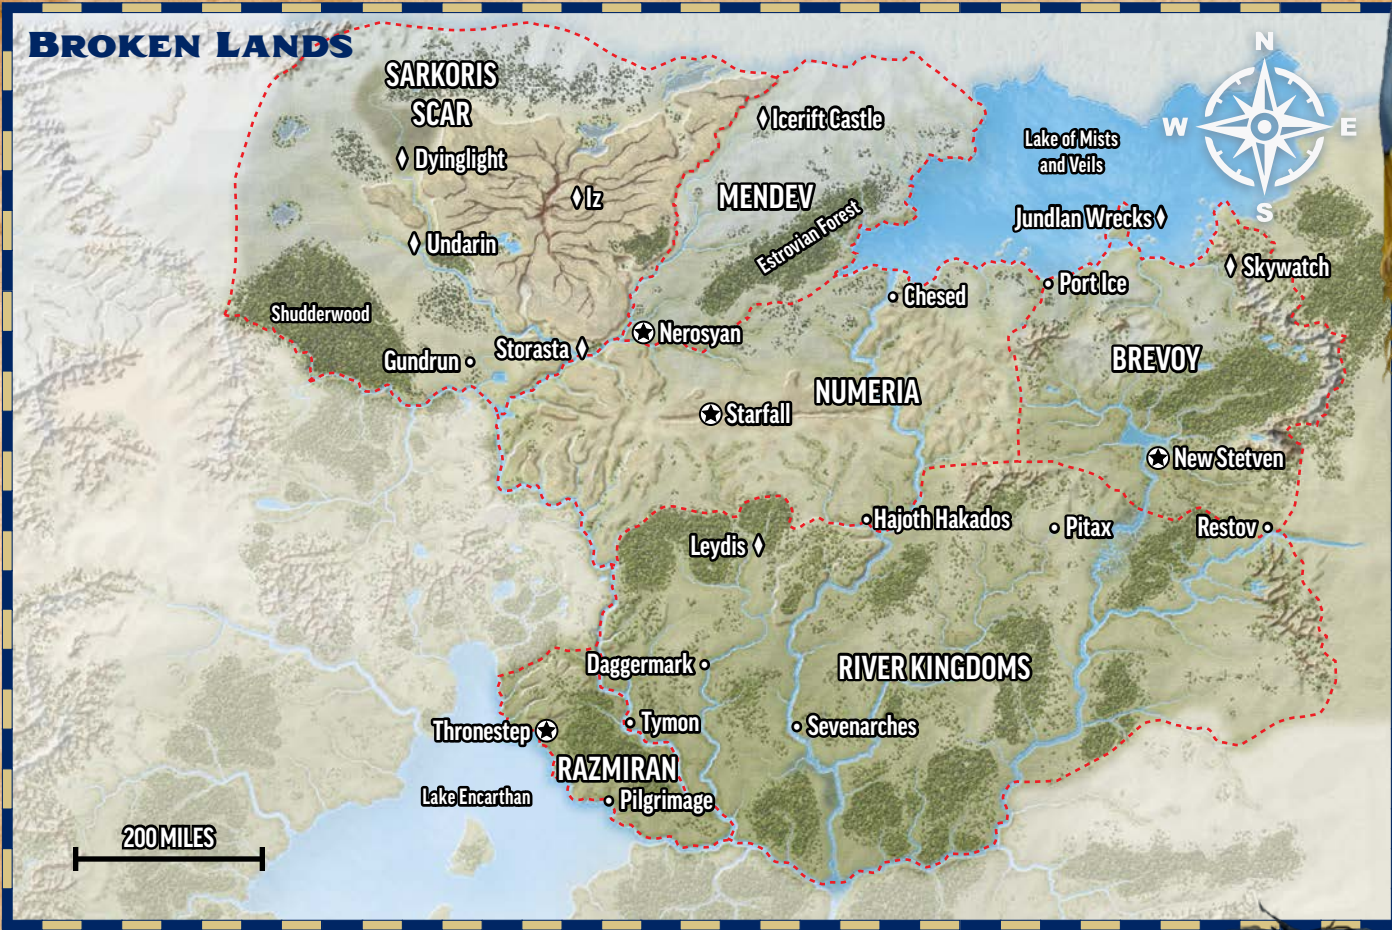 BROKEN LANDS
N
W
E
S
SARKORIS
SCAR
Icerift Castle
Lake of Mists
and Veils
Dyinglight
Iz
MENDEV
Estrovian Forest
Jundlan Wrecks
Undarin
Skywatch
Shudderwood
Chesed
Port Ice
Nerosyan
Storasta
Gundrun
BREVOY
NUMERIA
Starfall
New Stetven
Hajoth Hakados
Pitax
Restov
Leydis
Daggermark
RIVER KINGDOMS
Thronestep
Tymon
Sevenarches
RAZMIRAN
Lake Encarthan
Pilgrimage
200 MILES